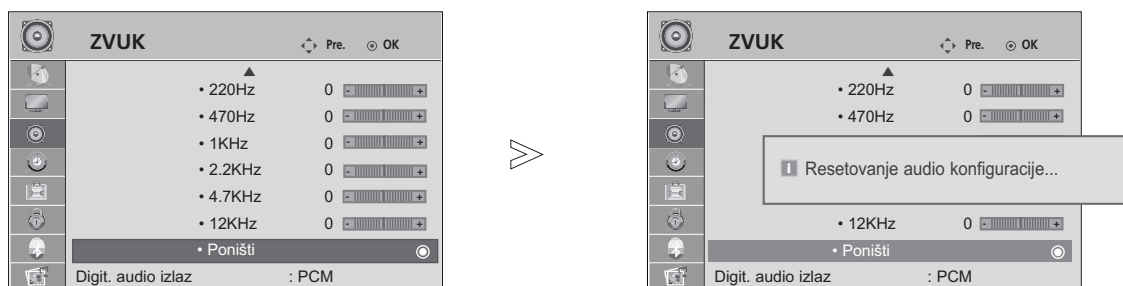 ZVUK Pre. OK
• 220Hz 0 - +
• 470Hz 0 - +
• 1KHz 0 - +
• 2.2KHz 0 - +
• 4.7KHz 0 - +
• 12KHz 0 - +
• Poništi
Digit. audio izlaz : PCM
ZVUK Pre. OK
• 220Hz 0 - +
• 470Hz 0 - +
Resetovanje audio konfiguracije...
• 12KHz 0 - +
• Poništi
Digit. audio izlaz : PCM